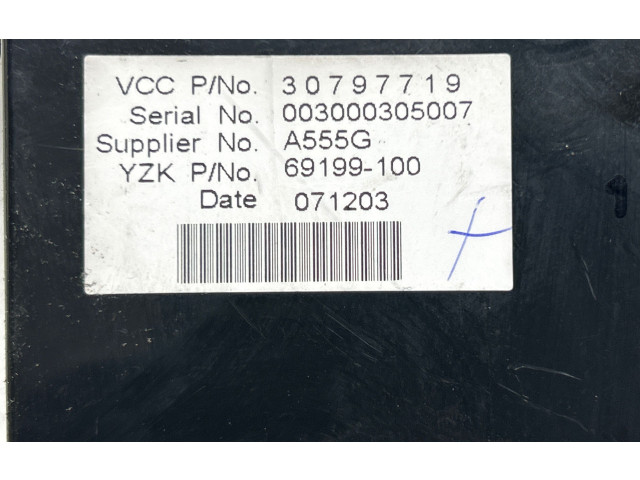 VCC P/No. 30797719
Serial No. 003000305007
Supplier No. A555G
YZK P/No. 69199-100
Date 071203